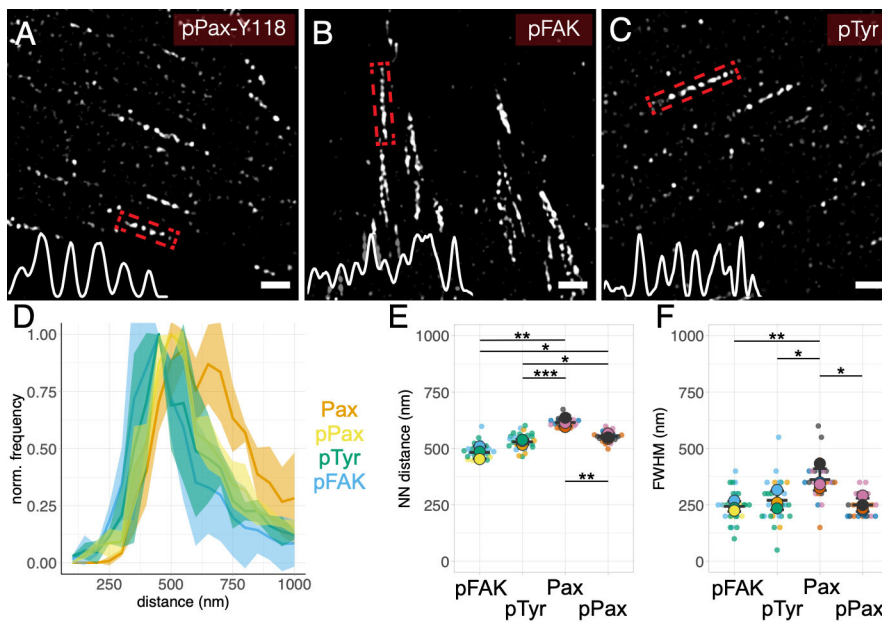 A
pPax-Y118
B
pFAK
C
pTyr
D
1.00
0.75
0.50
0.25
0.00
norm. frequency
250
500
750
1000
distance (nm)
Pax
pPax
pTyr
pFAK
E
1000
750
500
250
0
NN distance (nm)
**
*
*
***
**
pFAK
pTyr
Pax
pPax
F
1000
750
500
250
0
FWHM (nm)
**
*
*
pFAK
pTyr
Pax
pPax